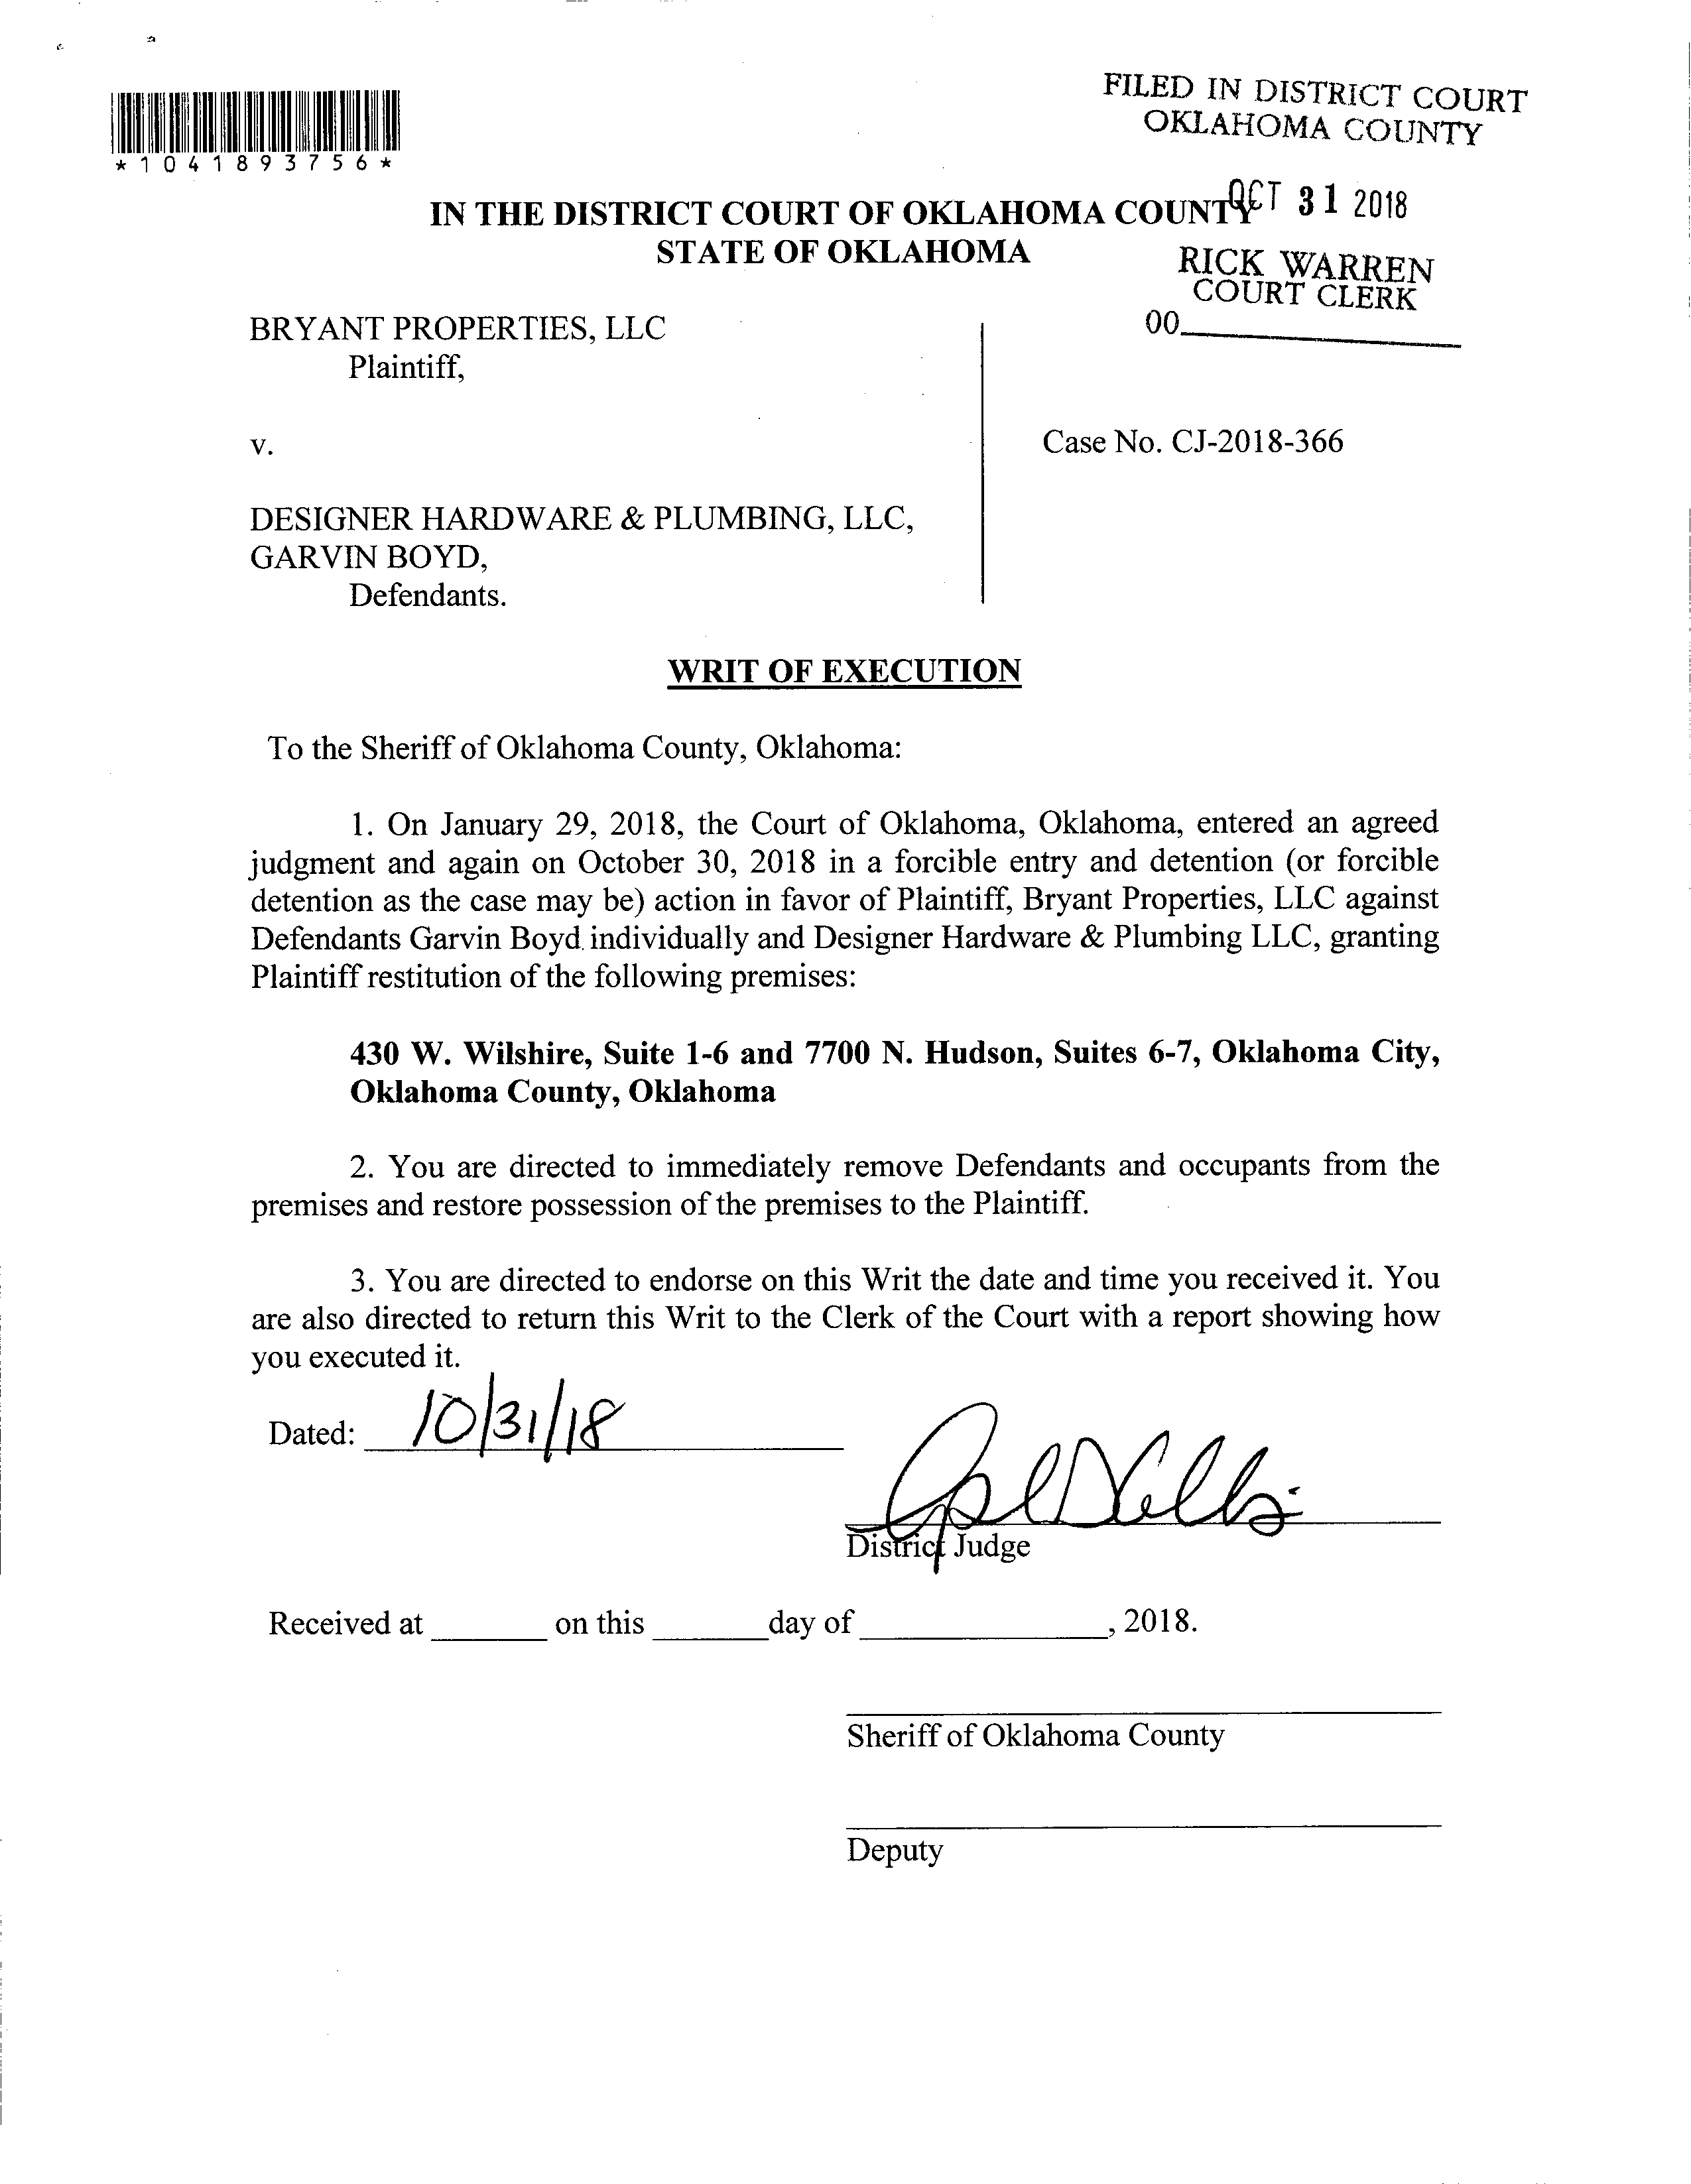 FILED IN DISTRICT COURT
OKLAHOMA COUNTY
*1041893756*
OCT 31 2018
IN THE DISTRICT COURT OF OKLAHOMA COUNTY
STATE OF OKLAHOMA
RICK WARREN
COURT CLERK
00
BRYANT PROPERTIES, LLC
Plaintiff,
v.
Case No. CJ-2018-366
DESIGNER HARDWARE & PLUMBING, LLC,
GARVIN BOYD,
Defendants.
WRIT OF EXECUTION
To the Sheriff of Oklahoma County, Oklahoma:
1. On January 29, 2018, the Court of Oklahoma, Oklahoma, entered an agreed
judgment and again on October 30, 2018 in a forcible entry and detention (or forcible
detention as the case may be) action in favor of Plaintiff, Bryant Properties, LLC against
Defendants Garvin Boyd individually and Designer Hardware & Plumbing LLC, granting
Plaintiff restitution of the following premises:
430 W. Wilshire, Suite 1-6 and 7700 N. Hudson, Suites 6-7, Oklahoma City,
Oklahoma County, Oklahoma
2. You are directed to immediately remove Defendants and occupants from the
premises and restore possession of the premises to the Plaintiff.
3. You are directed to endorse on this Writ the date and time you received it. You
are also directed to return this Writ to the Clerk of the Court with a report showing how
you executed it.
Dated: 10/31/18
District Judge
Received at ________ on this ________day of _________________, 2018.
Sheriff of Oklahoma County
Deputy